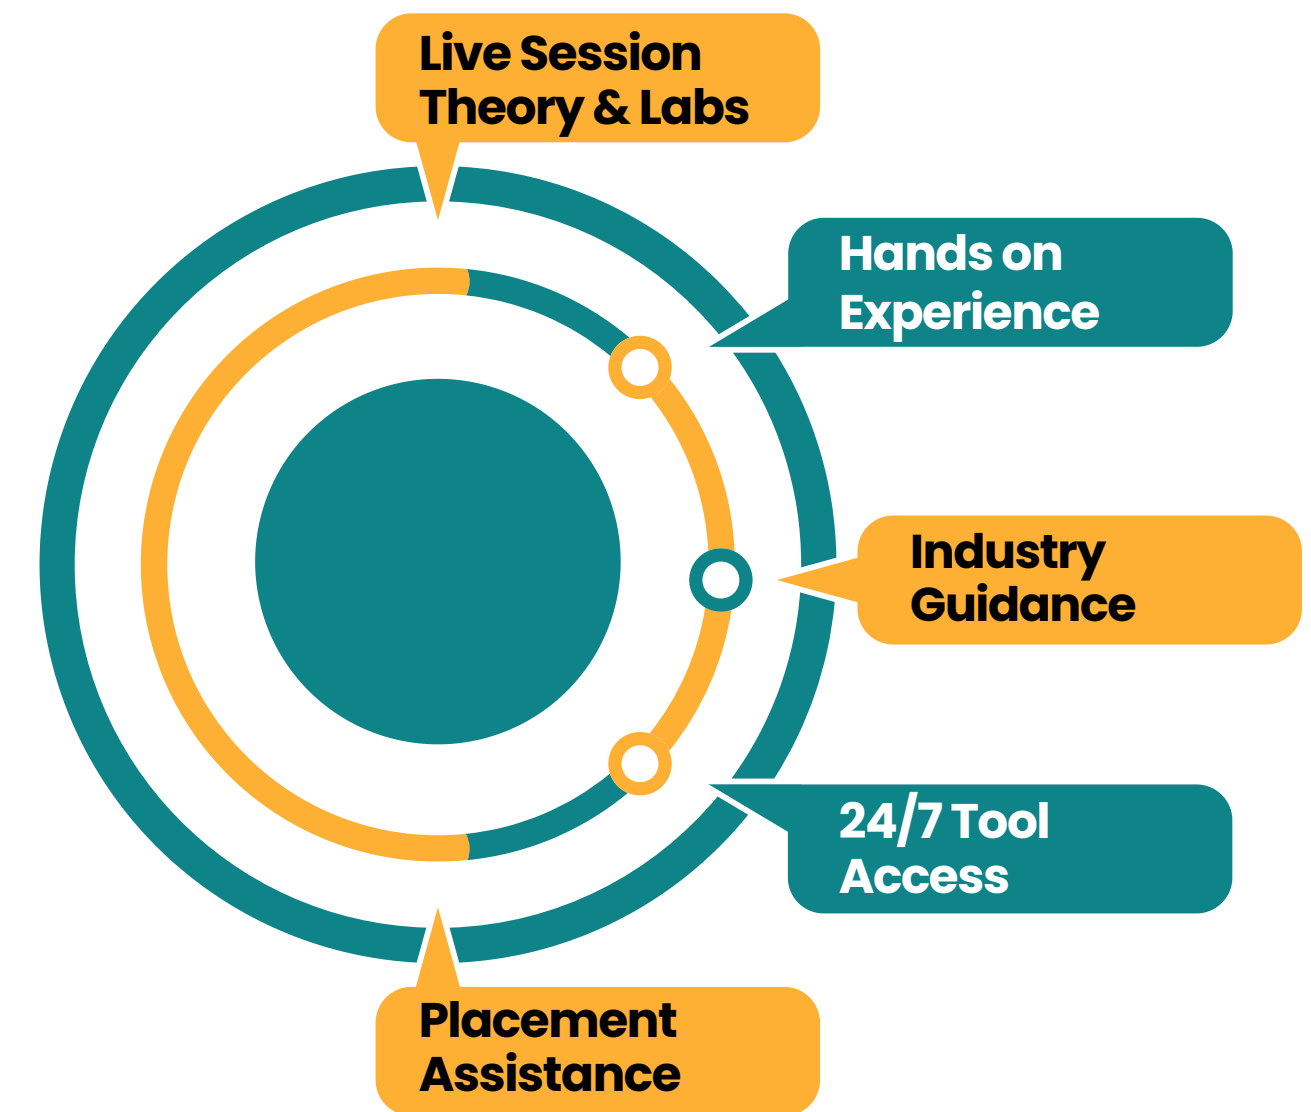 Live Session
Theory & Labs
Hands on
Experience
Industry
Guidance
24/7 Tool
Access
Placement
Assistance